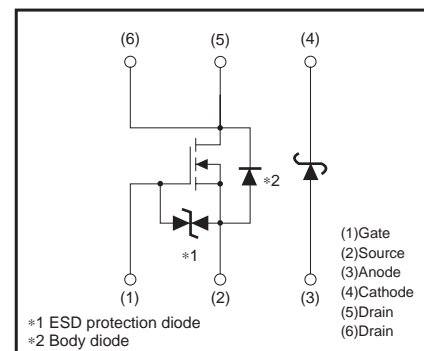 (6) (5) (4)
∗2
∗1
(1) (2) (3)
(1)Gate
(2)Source
(3)Anode
(4)Cathode
(5)Drain
(6)Drain
∗1 ESD protection diode
∗2 Body diode